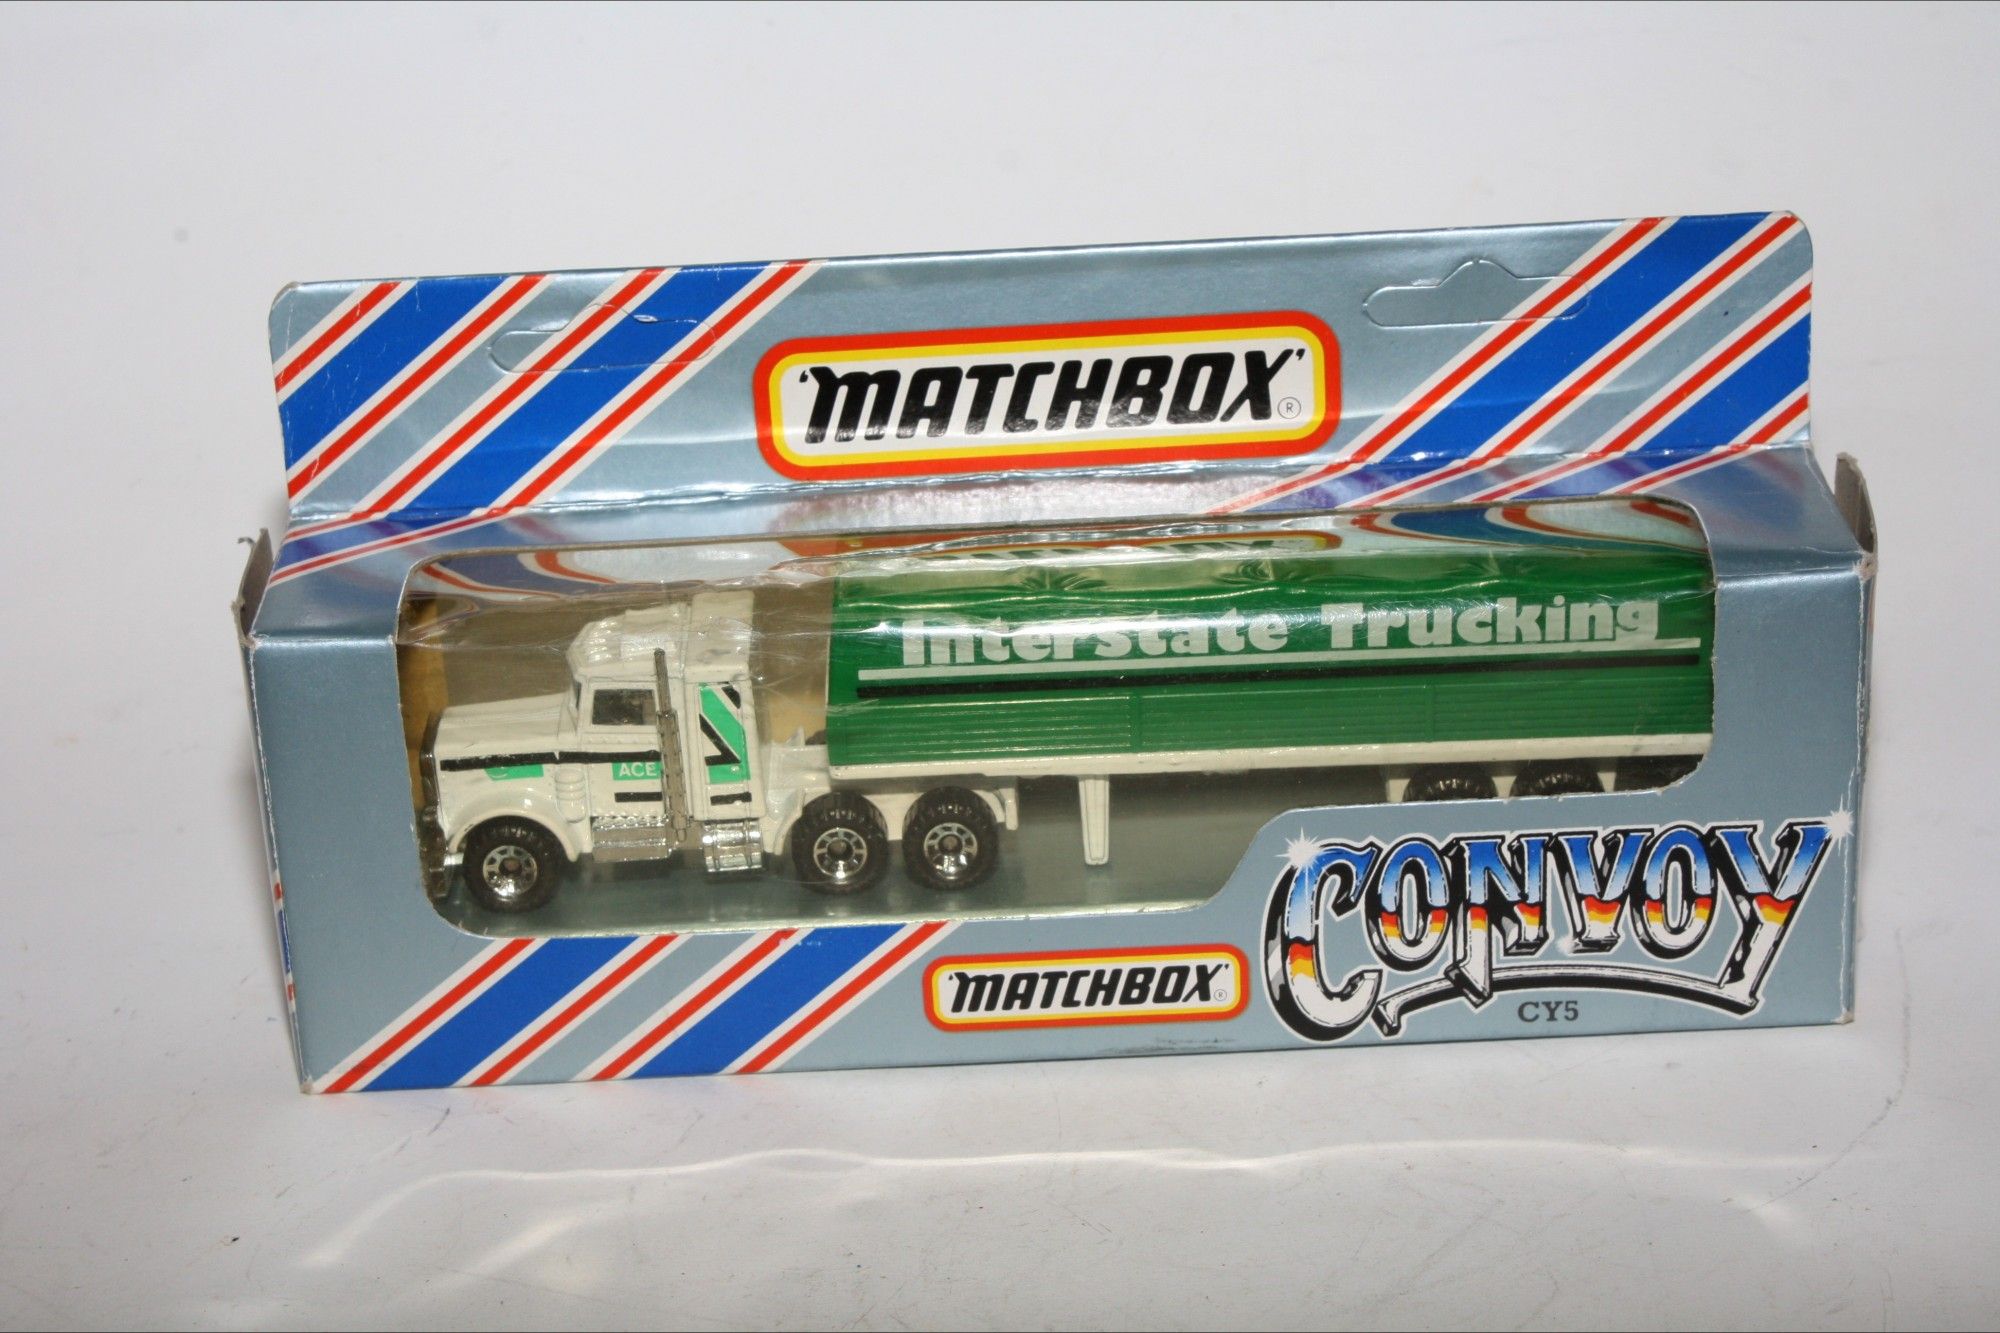 'MATCHBOX' ®
Interstate Trucking
ACE
'MATCHBOX' ®
CONVOY
CY5